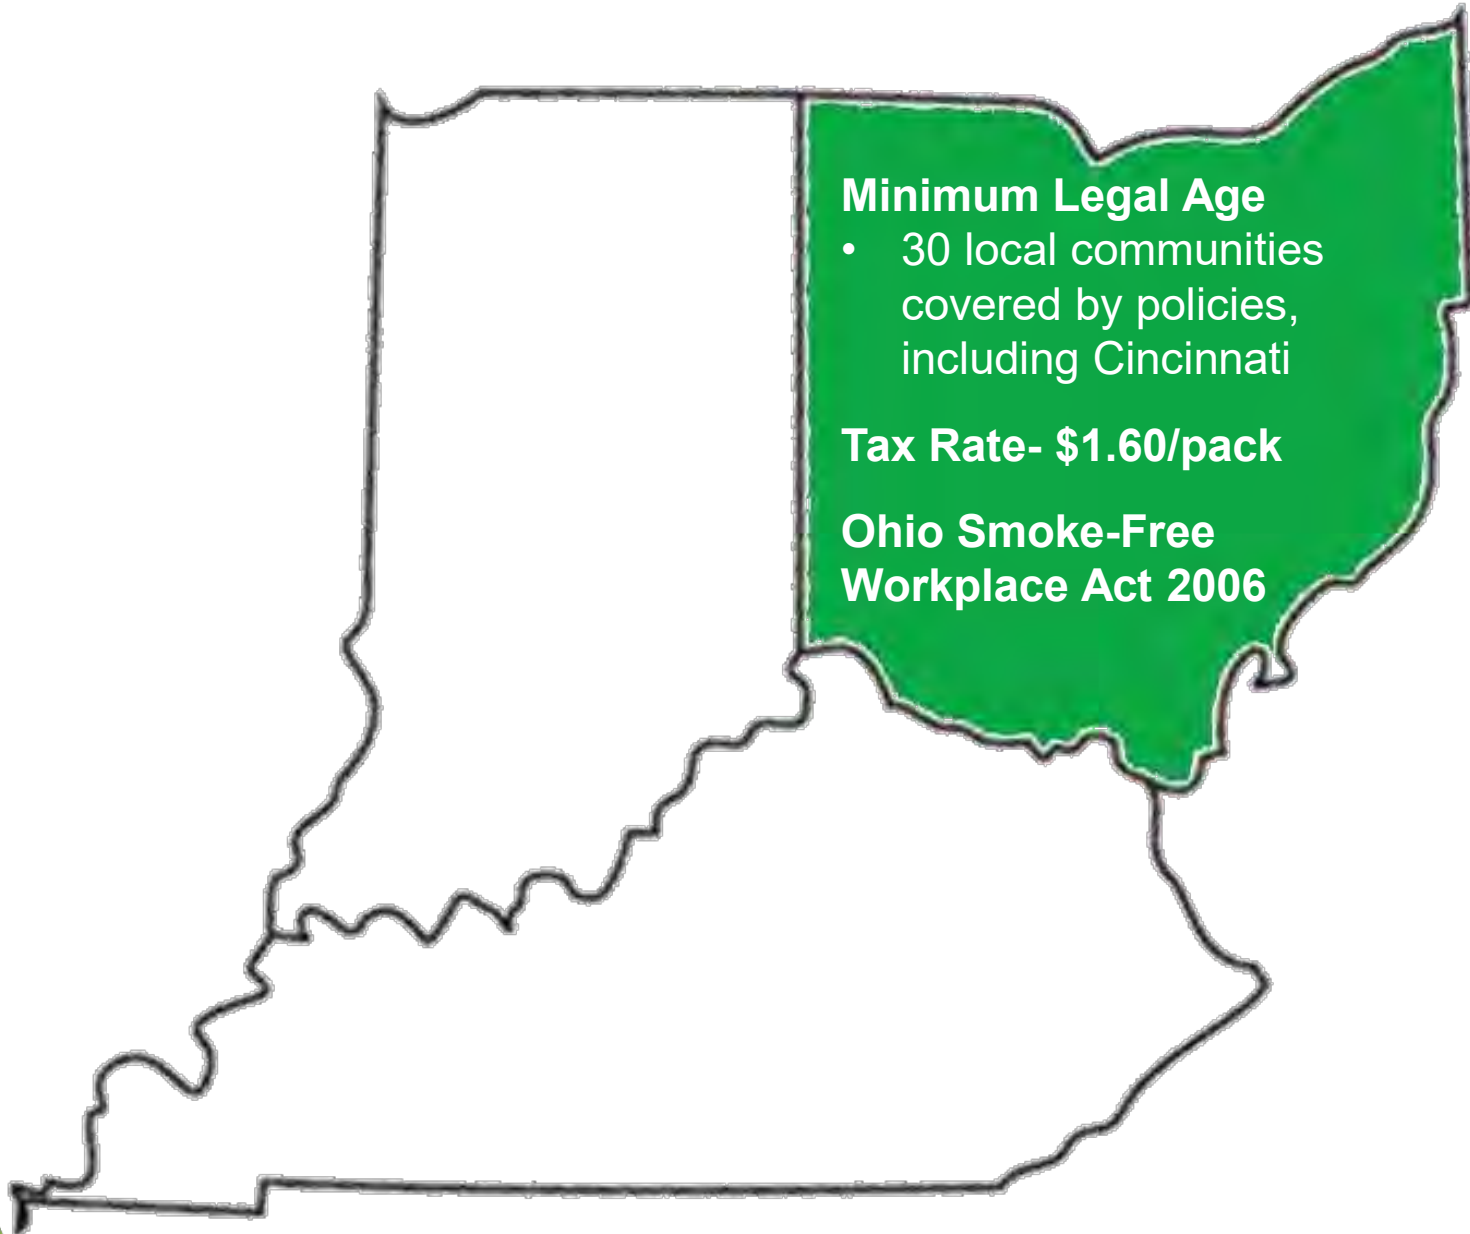 Minimum Legal Age
• 30 local communities
covered by policies,
including Cincinnati
Tax Rate- $1.60/pack
Ohio Smoke-Free
Workplace Act 2006